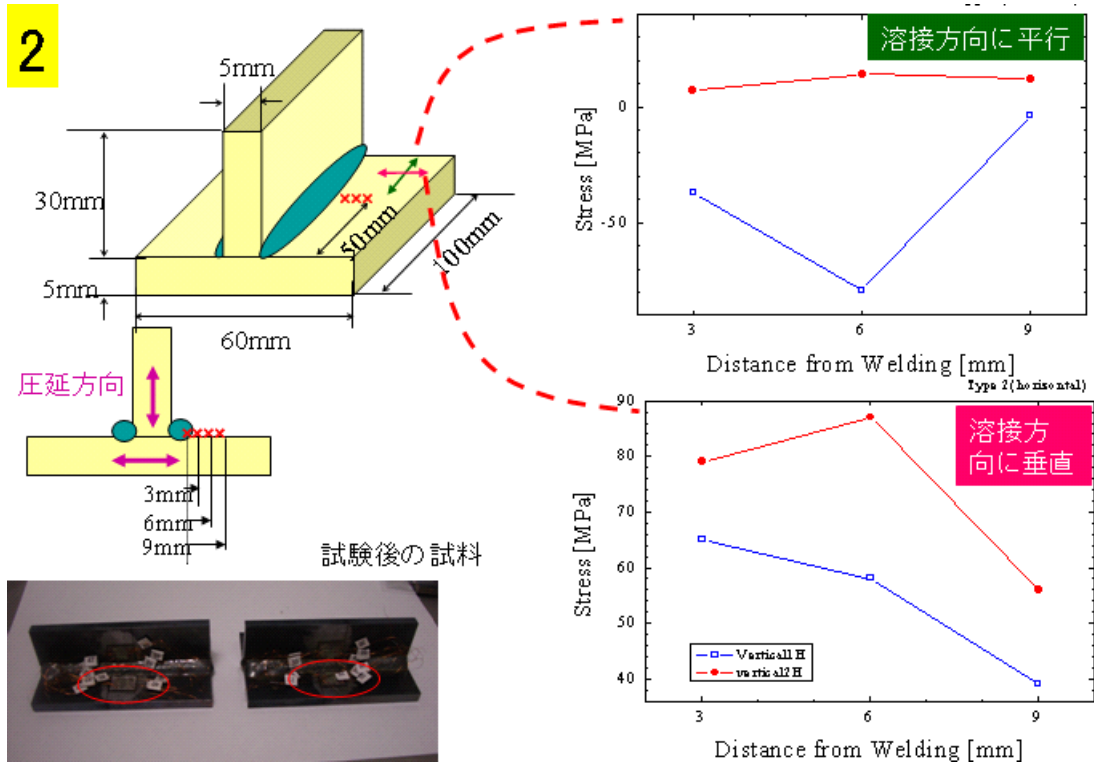 2
5mm
30mm
5mm
60mm
50mm
100mm
圧延方向
3mm
6mm
9mm
試験後の試料
溶接方向に平行
Stress [MPa]
0
-50
3
6
9
Distance from Welding [mm]
Type 2(horisontal)
溶接方
向に垂直
Stress [MPa]
90
80
70
60
50
40
Vertical1 H
vertical2 H
3
6
9
Distance from Welding [mm]